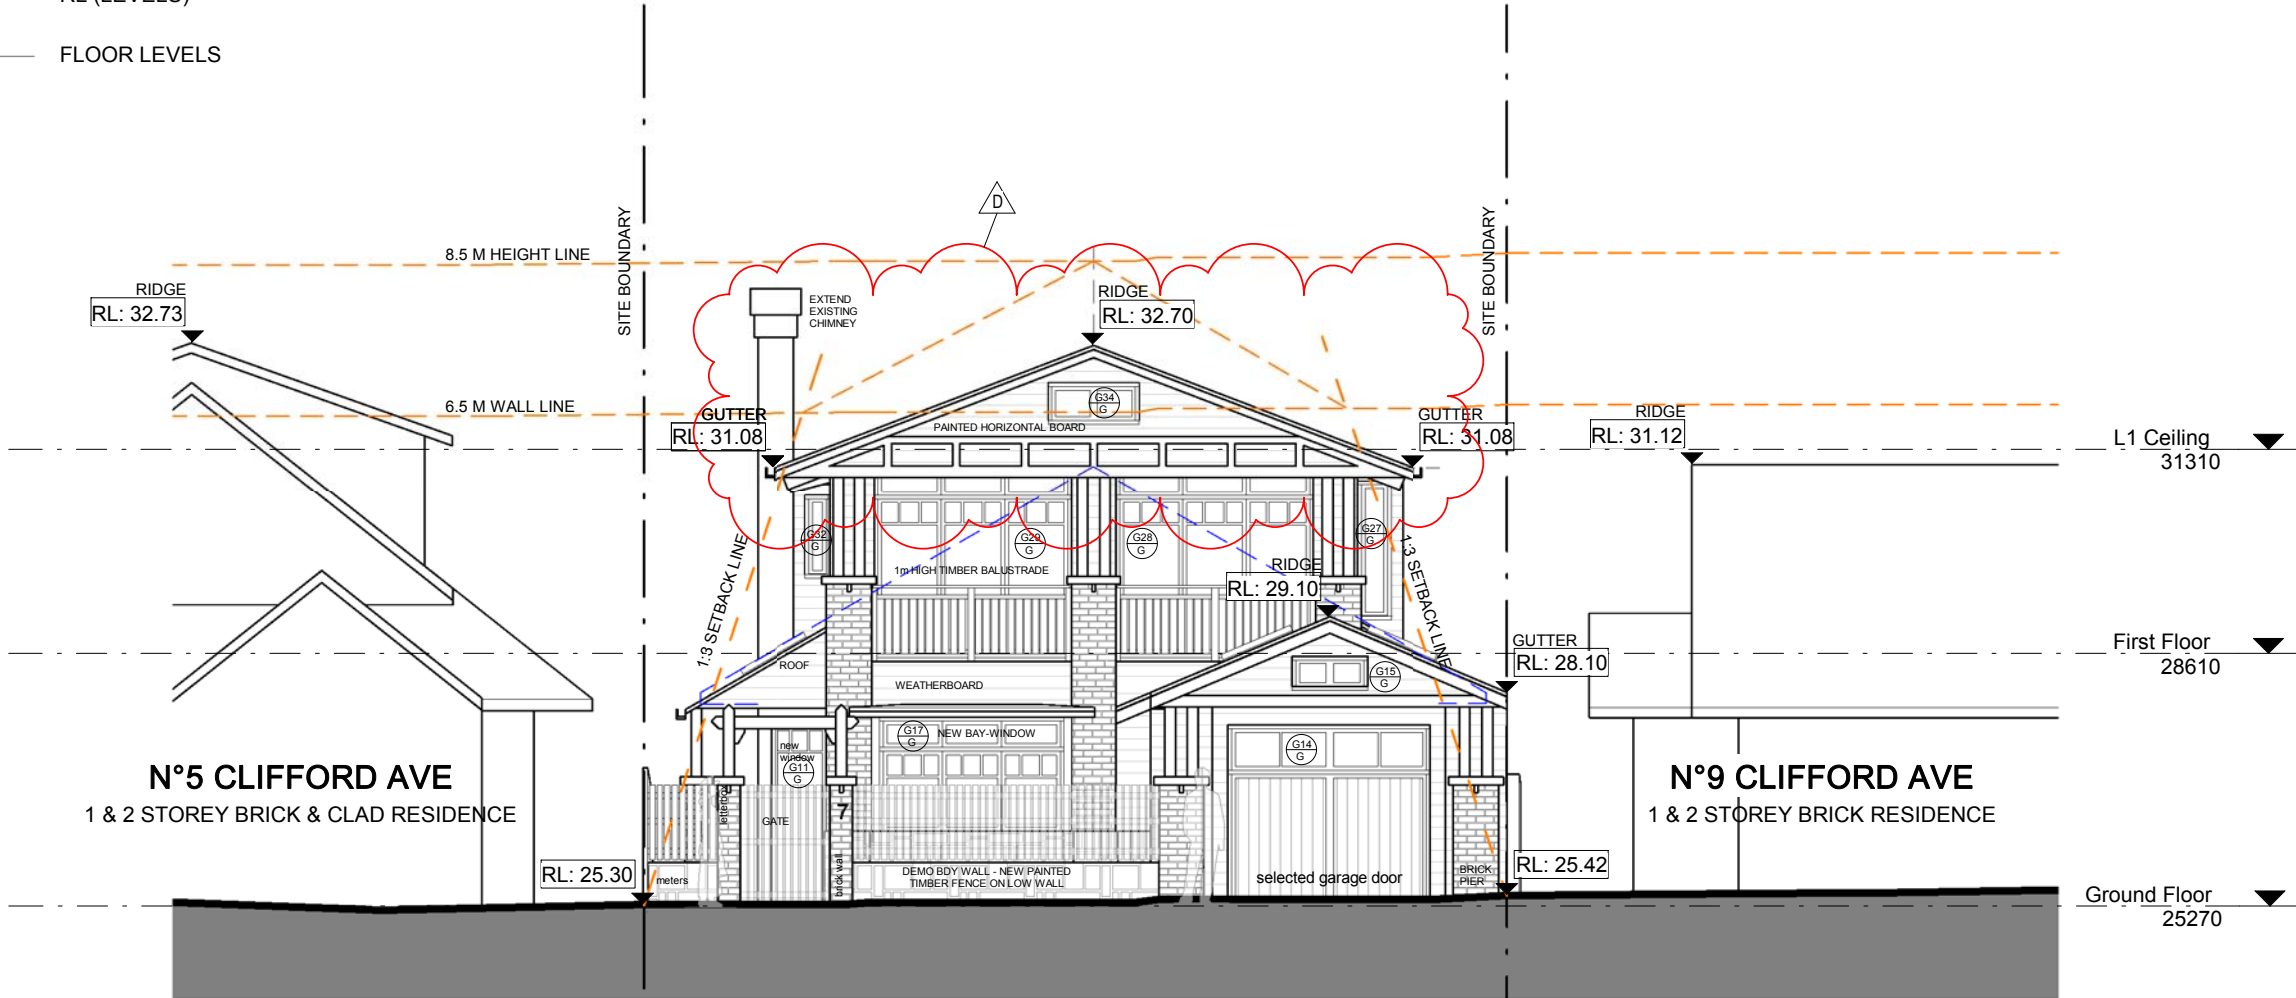 FLOOR LEVELS
D
SITE BOUNDARY
SITE BOUNDARY
8.5 M HEIGHT LINE
RIDGE
RL: 32.73
EXTEND
EXISTING
CHIMNEY
RIDGE
RL: 32.70
6.5 M WALL LINE
G34
G
GUTTER
RL: 31.08
PAINTED HORIZONTAL BOARD
GUTTER
RL: 31.08
RIDGE
RL: 31.12
L1 Ceiling
31310
G32
G
G29
G
G28
G
G27
G
1:3 SETBACK LINE
1:3 SETBACK LINE
1m HIGH TIMBER BALUSTRADE
RIDGE
RL: 29.10
GUTTER
RL: 28.10
First Floor
28610
ROOF
WEATHERBOARD
G15
G
G17
G
NEW BAY-WINDOW
new
window
G11
G
G14
G
N°5 CLIFFORD AVE
1 & 2 STOREY BRICK & CLAD RESIDENCE
N°9 CLIFFORD AVE
1 & 2 STOREY BRICK RESIDENCE
letterbox
GATE
7
brick wall
RL: 25.30
meters
DEMO BDY WALL - NEW PAINTED
TIMBER FENCE ON LOW WALL
selected garage door
BRICK
PIER
RL: 25.42
Ground Floor
25270